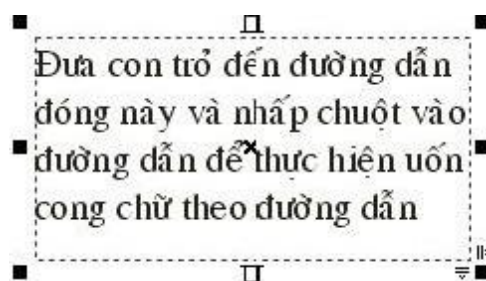 Đưa con trỏ đến đường dẫn
đóng này và nhấp chuột vào
đường dẫn để thực hiện uốn
cong chữ theo đường dẫn